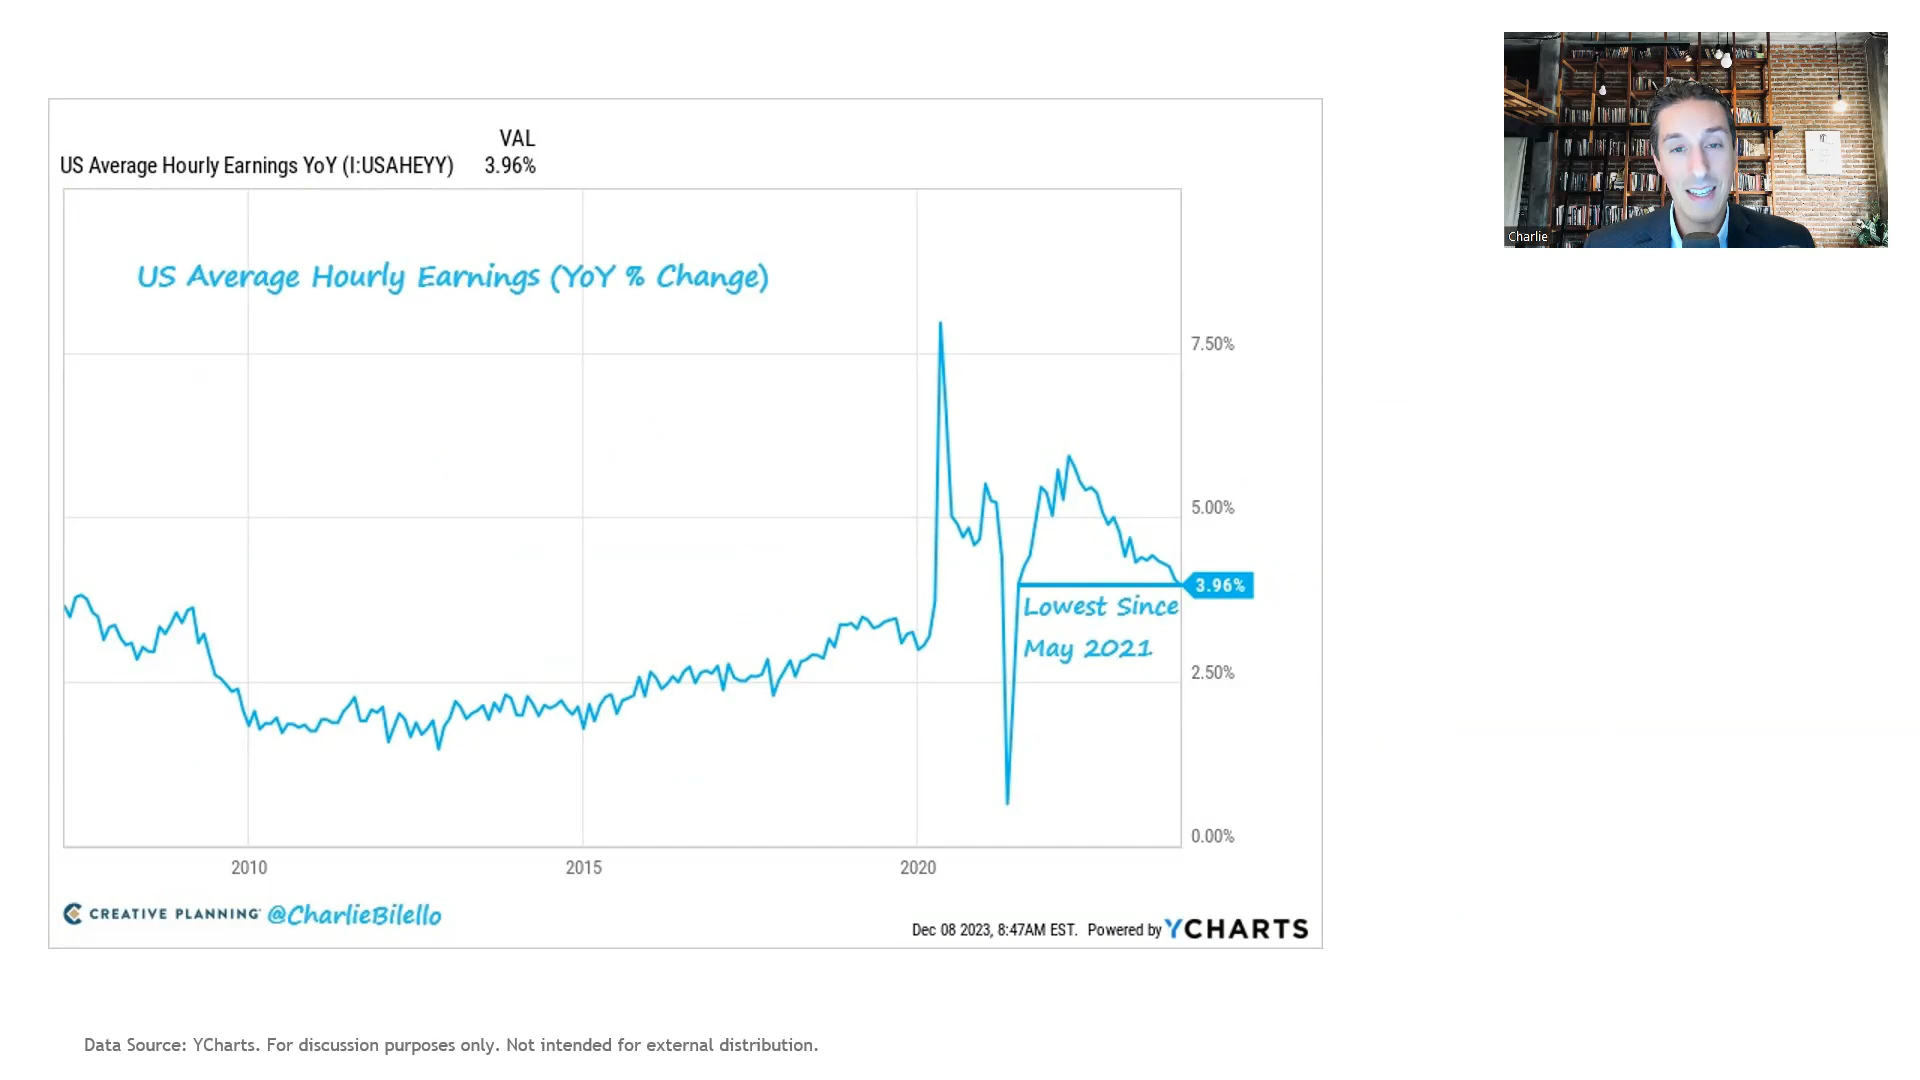 VAL
US Average Hourly Earnings YoY (I:USAHEYY) 3.96%
US Average Hourly Earnings (YoY % Change)
7.50%
5.00%
3.96%
Lowest Since
May 2021
2.50%
0.00%
2010 2015 2020
CREATIVE PLANNING @CharlieBilello
Dec 08 2023, 8:47AM EST. Powered by YCHARTS
Data Source: YCharts. For discussion purposes only. Not intended for external distribution.
Charlie